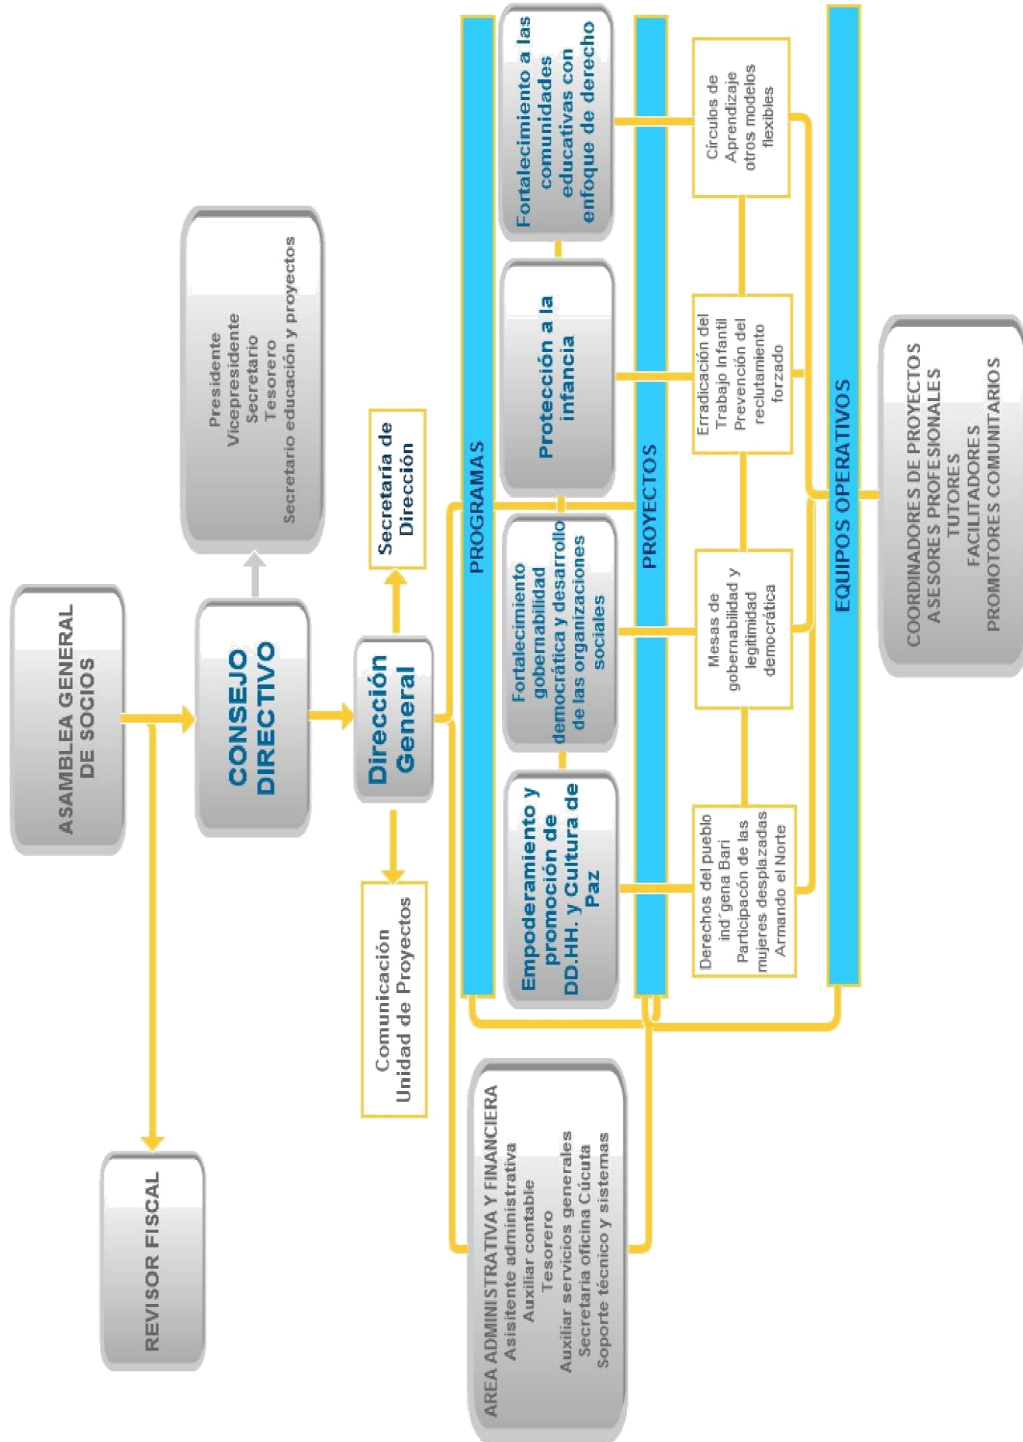 ASAMBLEA GENERAL
DE SOCIOS
REVISOR FISCAL
CONSEJO
DIRECTIVO
Presidente
Vicepresidente
Secretario
Tesorero
Secretario educación y proyectos
Dirección
General
Secretaría de
Dirección
Comunicación
Unidad de Proyectos
AREA ADMINISTRATIVA Y FINANCIERA
Asisitente administrativa
Auxiliar contable
Tesorero
Auxiliar servicios generales
Secretaria oficina Cúcuta
Soporte técnico y sistemas
PROGRAMAS
Empoderamiento y
promoción de
DD.HH. y Cultura de
Paz
Fortalecimiento
gobernabilidad
democrática y desarrollo
de las organizaciones
sociales
Protección a la
infancia
Fortalecimiento a las
comunidades
educativas con
enfoque de derecho
PROYECTOS
Derechos del pueblo
ind´gena Bari
Participacón de las
mujeres desplazadas
Armando el Norte
Mesas de
gobernabilidad y
legitimidad
democrática
Erradicación del
Trabajo Infantil
Prevención del
reclutamiento
forzado
Círculos de
Aprendizaje
otros modelos
flexibles
EQUIPOS OPERATIVOS
COORDINADORES DE PROYECTOS
ASESORES PROFESIONALES
TUTORES
FACILITADORES
PROMOTORES COMUNITARIOS